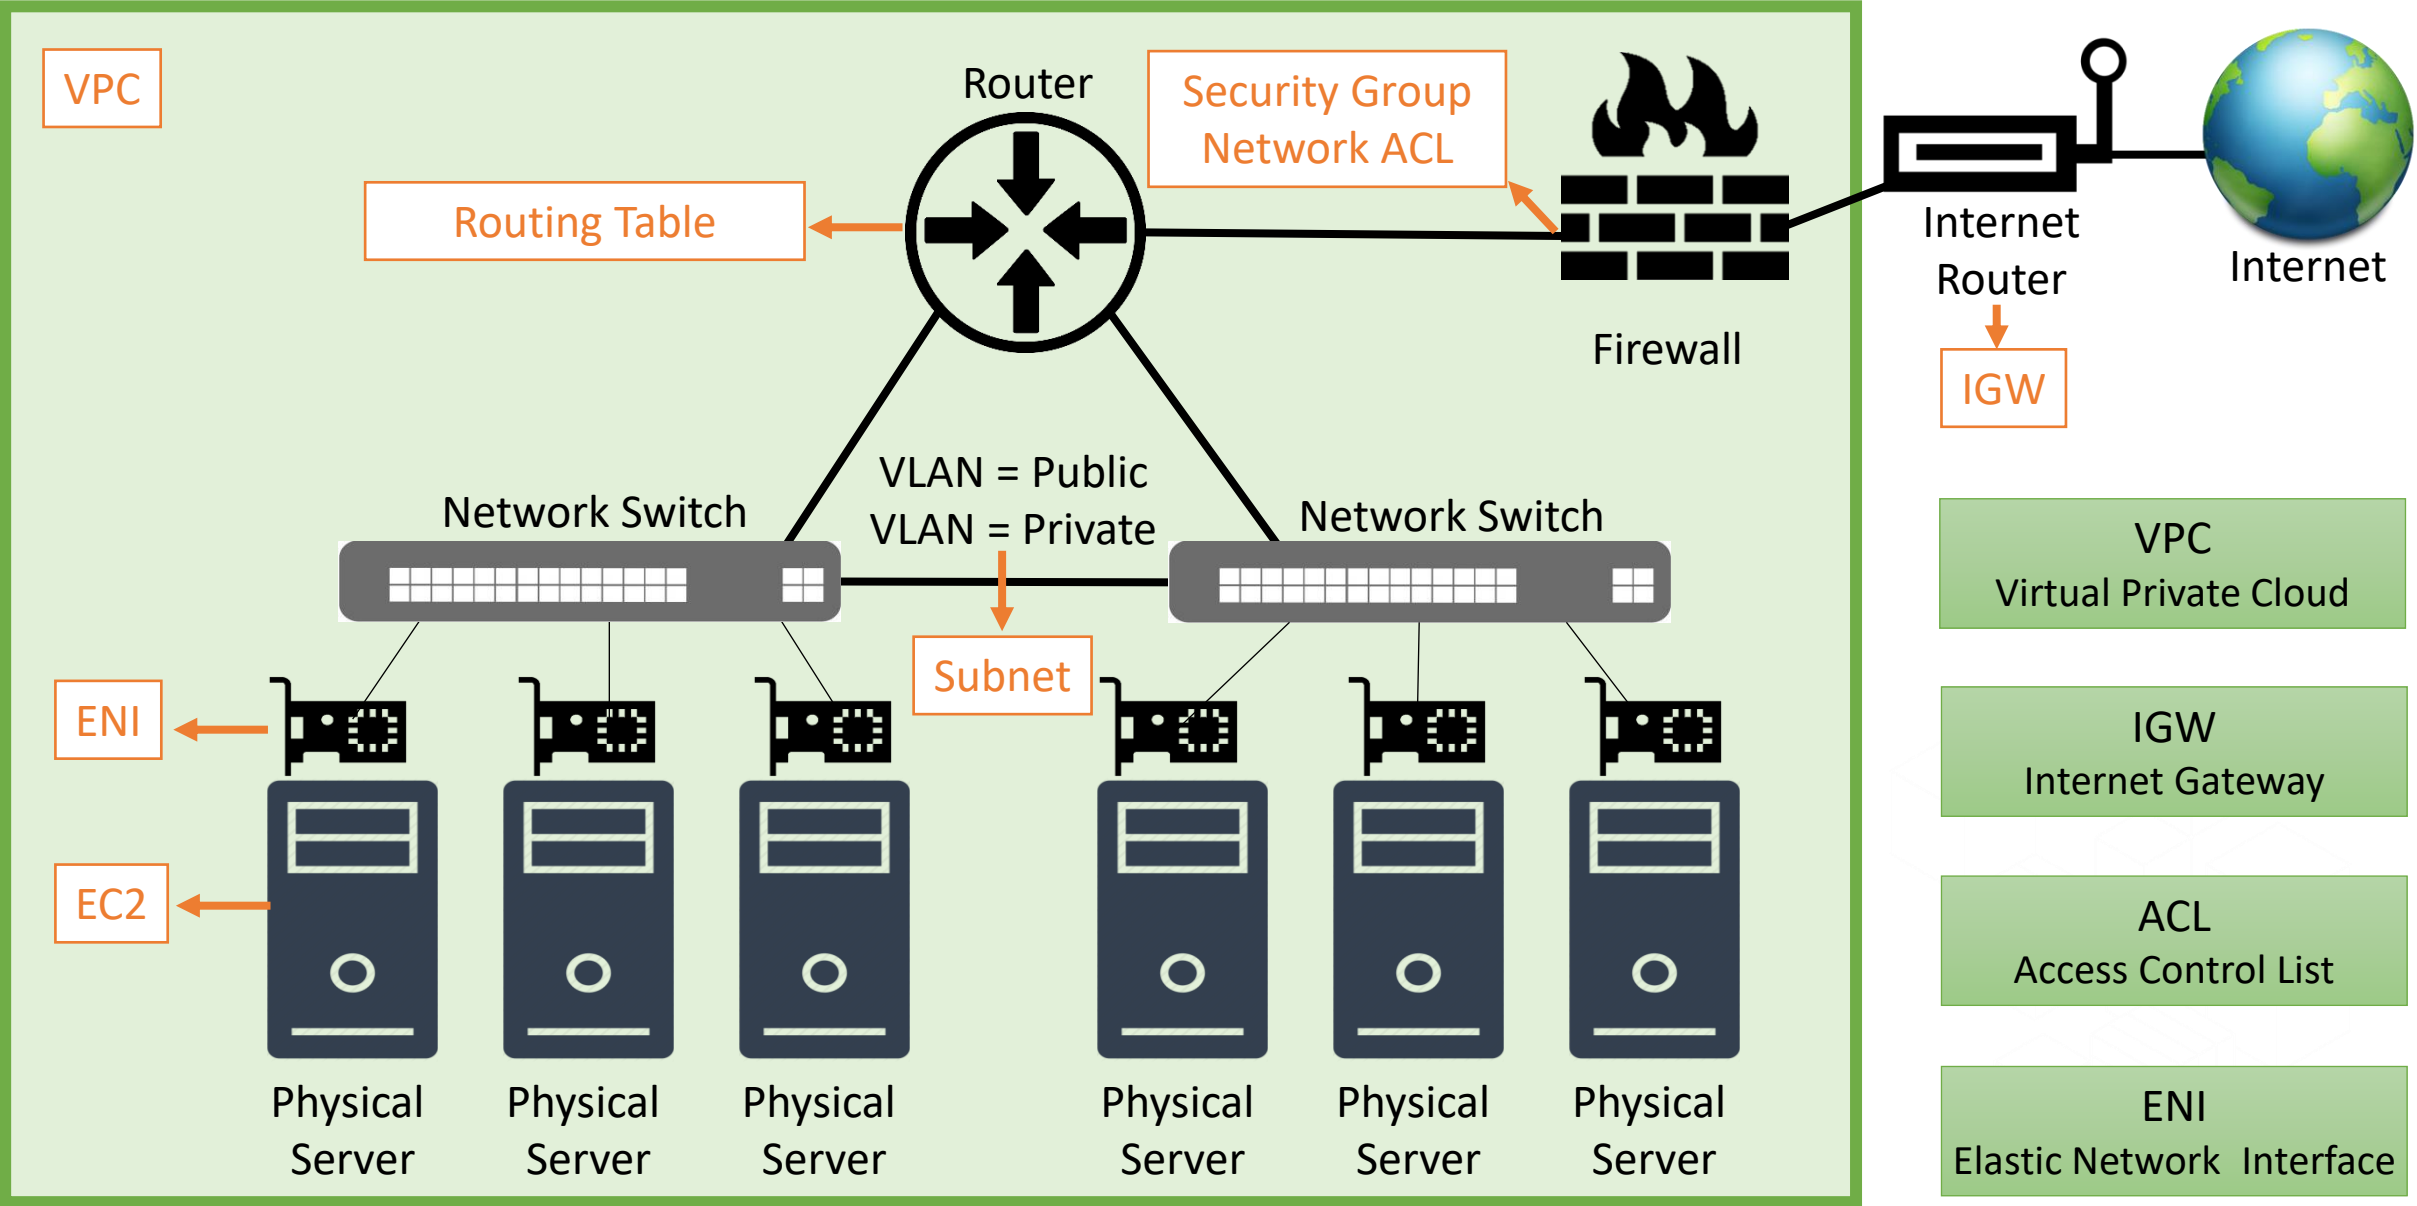 VPC
Router
Security Group
Network ACL
Routing Table
Firewall
Internet
Router
Internet
IGW
VLAN = Public
VLAN = Private
Network Switch
Network Switch
Subnet
ENI
EC2
Physical
Server
Physical
Server
Physical
Server
Physical
Server
Physical
Server
Physical
Server
VPC
Virtual Private Cloud
IGW
Internet Gateway
ACL
Access Control List
ENI
Elastic Network  Interface